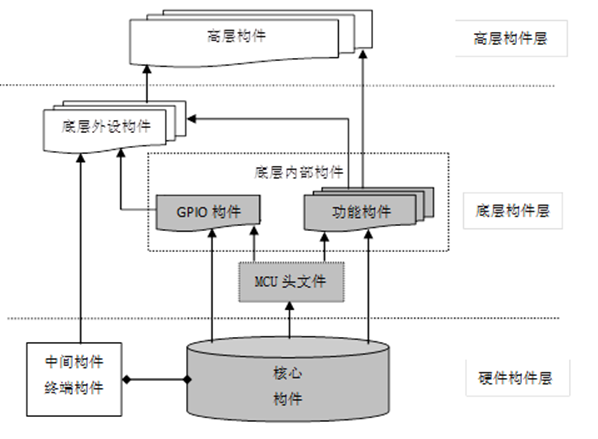 高层构件
高层构件层
底层外设构件
底层内部构件
GPIO 构件
功能构件
底层构件层
MCU 头文件
中间构件
终端构件
核心
构件
硬件构件层